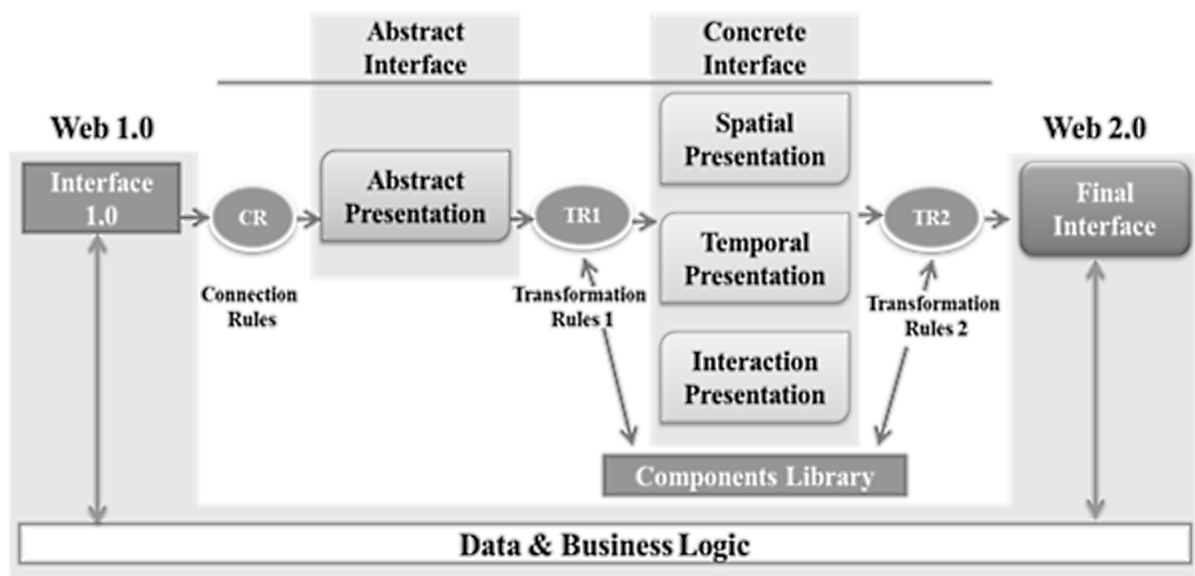 Abstract
Interface
Concrete
Interface
Web 1.0
Web 2.0
Interface
1.0
CR
Connection
Rules
Abstract
Presentation
TR1
Transformation
Rules 1
Spatial
Presentation
Temporal
Presentation
Interaction
Presentation
TR2
Transformation
Rules 2
Final
Interface
Components Library
Data & Business Logic